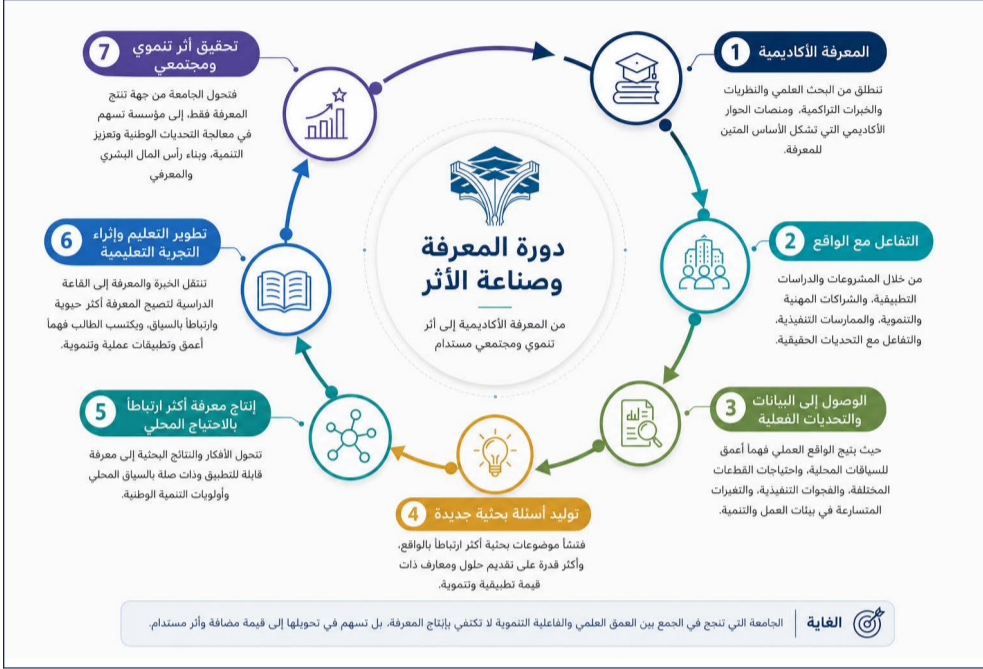 دورة المعرفة
وصناعة الأثر
من المعرفة الأكاديمية إلى أثر
تنموي ومجتمعي مستدام
1 المعرفة الأكاديمية
تنطلق من البحث العلمي والنظريات
والخبرات التراكمية، ومنصات الحوار
الأكاديمي التي تشكل الأساس المتين
للمعرفة.
2 التفاعل مع الواقع
من خلال المشروعات والدراسات
التطبيقية، والشراكات المهنية
والتنموية، والممارسات التنفيذية،
والتفاعل مع التحديات الحقيقية.
3 الوصول إلى البيانات
والتحديات الفعلية
حيث يتيح الواقع العملي فهماً أعمق
للسياقات المحلية، واحتياجات القطعات
المختلفة، والفجوات التنفيذية، والتغيرات
المتسارعة في بيئات العمل والتنمية.
4 توليد أسئلة بحثية جديدة
فتنشأ موضوعات بحثية أكثر ارتباطاً بالواقع،
وأكثر قدرة على تقديم حلول ومعارف ذات
قيمة تطبيقية وتنموية.
5 إنتاج معرفة أكثر ارتباطاً
بالاحتياج المحلي
تتحول الأفكار والنتائج البحثية إلى معرفة
قابلة للتطبيق وذات صلة بالسياق المحلي
وأولويات التنمية الوطنية.
6 تطوير التعليم وإثراء
التجربة التعليمية
تنتقل الخبرة والمعرفة إلى القاعة
الدراسية لتصبح المعرفة أكثر حيوية
وارتباطاً بالسياق، ويكتسب الطالب فهماً
أعمق وتطبيقات عملية وتنموية.
7 تحقيق أثر تنموي
ومجتمعي
فتحول الجامعة من جهة تنتج
المعرفة فقط، إلى مؤسسة تسهم
في معالجة التحديات الوطنية وتعزيز
التنمية، وبناء رأس المال البشري
والمعرفي
الغاية
الجامعة التي تنجح في الجمع بين العمق العلمي والفاعلية التنموية لا تكتفي بإنتاج المعرفة، بل تسهم في تحويلها إلى قيمة مضافة وأثر مستدام.